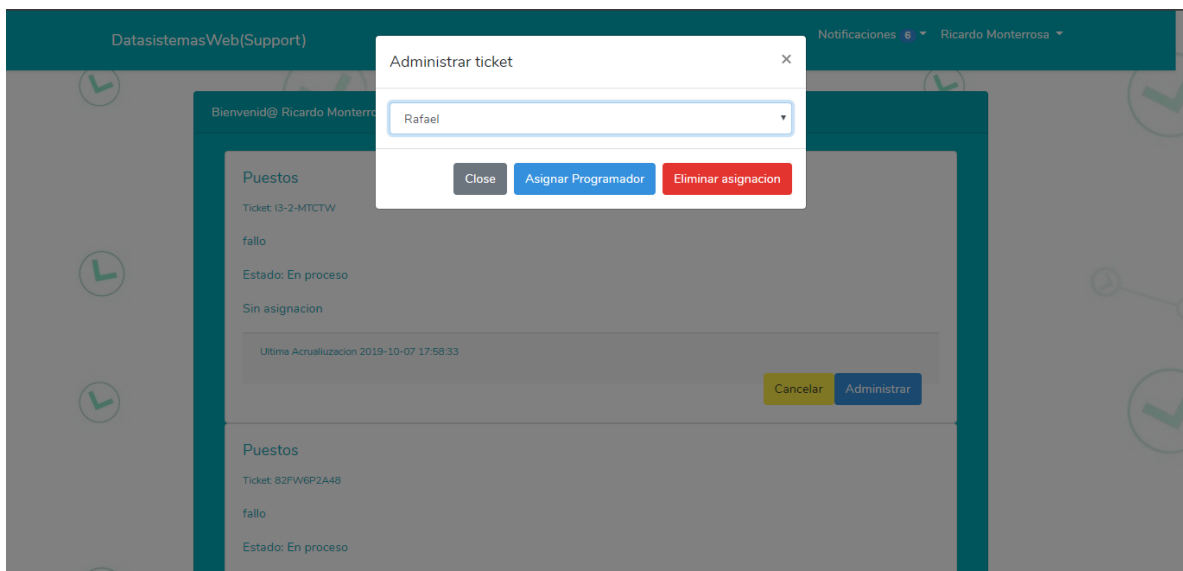 DatasistemasWeb(Support)
Notificaciones 6 Ricardo Monterrosa
Administrar ticket ×
Bienvenid@ Ricardo Monterro
Rafael
Close Asignar Programador Eliminar asignacion
Puestos
Ticket: I3-2-MTCTW
fallo
Estado: En proceso
Sin asignacion
Ultima Acrualiuzacion 2019-10-07 17:58:33
Cancelar Administrar
Puestos
Ticket: 82FW6P2A48
fallo
Estado: En proceso